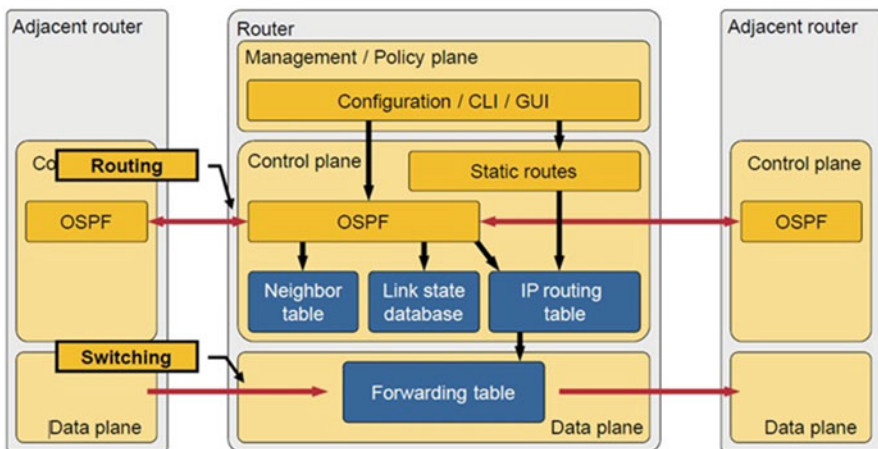 Adjacent router
Router
Adjacent router
Management / Policy plane
Configuration / CLI / GUI
Co
Routing
Control plane
Static routes
Control plane
OSPF
OSPF
OSPF
Neighbor
table
Link state
database
IP routing
table
Switching
Forwarding table
Data plane
Data plane
Data plane